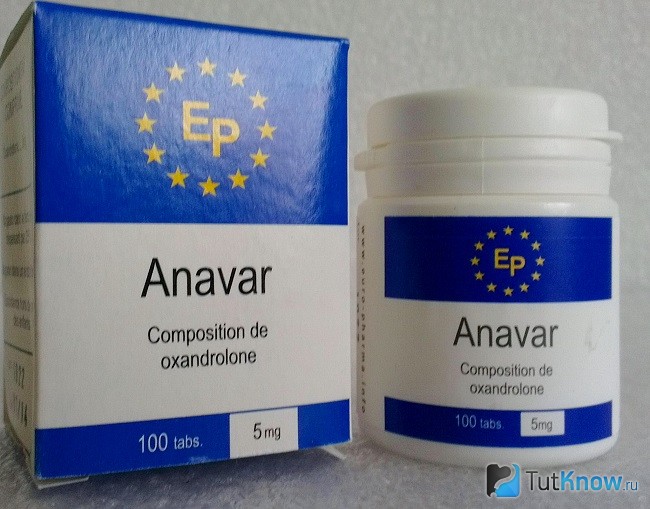 EP
Anavar
Composition de
oxandrolone
100 tabs.
5mg
EP
Anavar
Composition de
oxandrolone
100 tabs.
5mg
TutKnow.ru